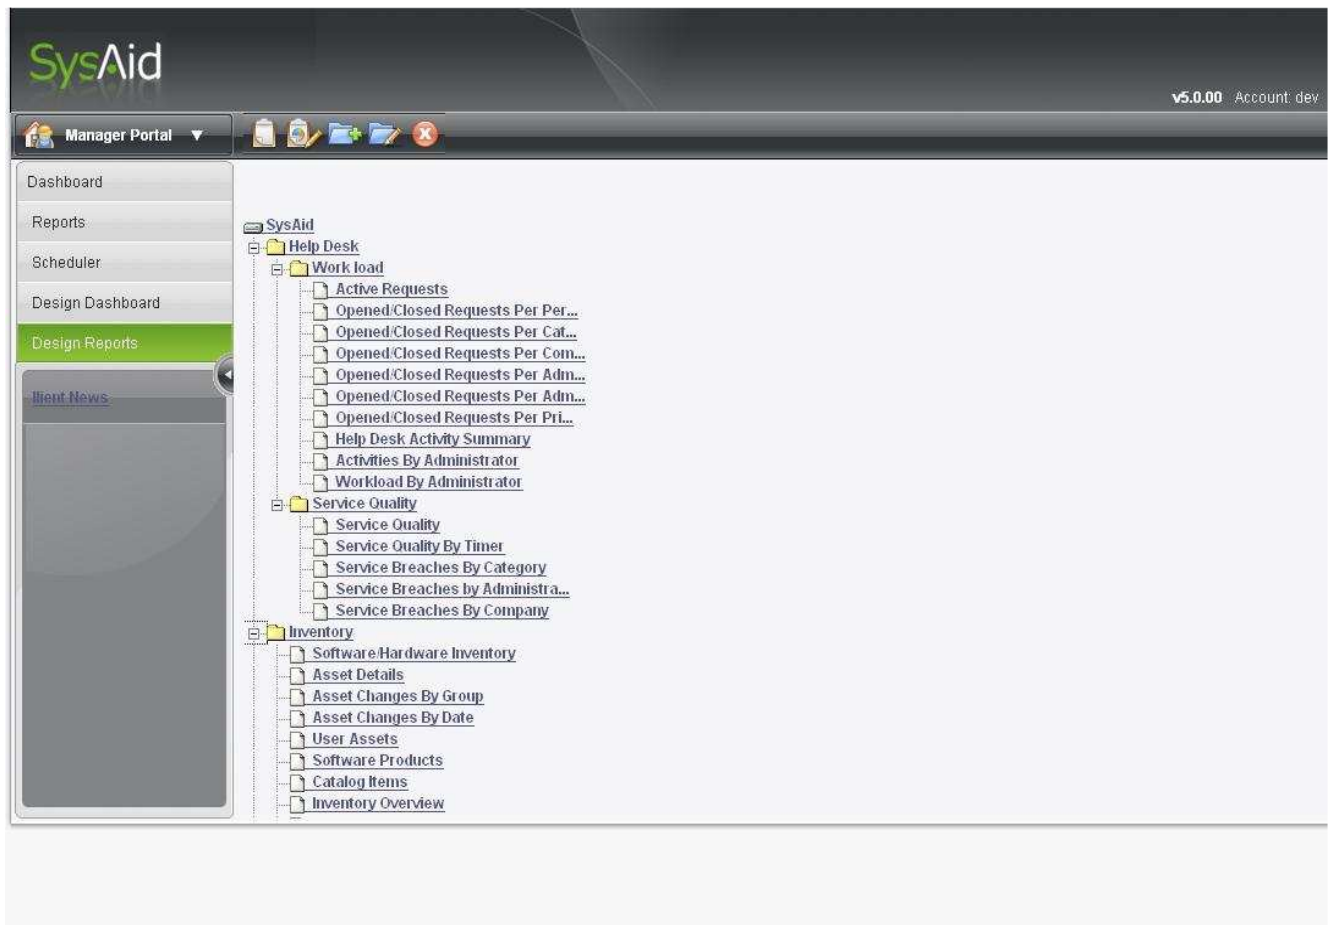 SysAid
v5.0.00 Account: dev
Manager Portal
Dashboard
Reports
Scheduler
Design Dashboard
Design Reports
Ilient News
SysAid
Help Desk
Work load
Active Requests
Opened/Closed Requests Per Per...
Opened/Closed Requests Per Cat...
Opened/Closed Requests Per Com...
Opened/Closed Requests Per Adm...
Opened/Closed Requests Per Adm...
Opened/Closed Requests Per Pri...
Help Desk Activity Summary
Activities By Administrator
Workload By Administrator
Service Quality
Service Quality
Service Quality By Timer
Service Breaches By Category
Service Breaches by Administra...
Service Breaches By Company
Inventory
Software/Hardware Inventory
Asset Details
Asset Changes By Group
Asset Changes By Date
User Assets
Software Products
Catalog Items
Inventory Overview